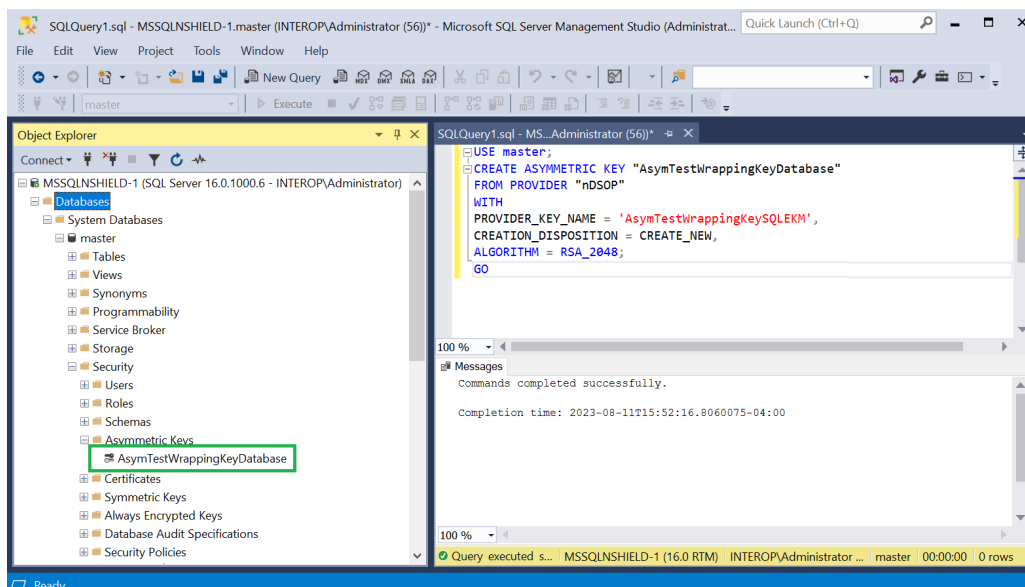 SQLQuery1.sql - MSSQLNSHIELD-1.master (INTEROP\Administrator (56))* - Microsoft SQL Server Management Studio (Administrat...
Quick Launch (Ctrl+Q)
File Edit View Project Tools Window Help
New Query
MDX DMX XMLA DAX
master
Execute
Object Explorer
Connect
MSSQLNSHIELD-1 (SQL Server 16.0.1000.6 - INTEROP\Administrator)
Databases
System Databases
master
Tables
Views
Synonyms
Programmability
Service Broker
Storage
Security
Users
Roles
Schemas
Asymmetric Keys
AsymTestWrappingKeyDatabase
Certificates
Symmetric Keys
Always Encrypted Keys
Database Audit Specifications
Security Policies
SQLQuery1.sql - MS...Administrator (56))*
USE master;
CREATE ASYMMETRIC KEY "AsymTestWrappingKeyDatabase"
FROM PROVIDER "nDSOP"
WITH
PROVIDER_KEY_NAME = 'AsymTestWrappingKeySQLEKM',
CREATION_DISPOSITION = CREATE_NEW,
ALGORITHM = RSA_2048;
GO
100 %
Messages
Commands completed successfully.
Completion time: 2023-08-11T15:52:16.8060075-04:00
100 %
Query executed s... MSSQLNSHIELD-1 (16.0 RTM) INTEROP\Administrator ... master 00:00:00 0 rows
Ready